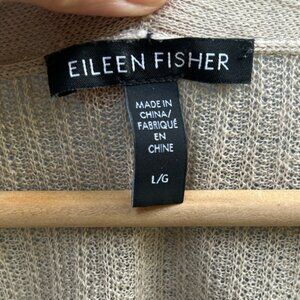 EILEEN FISHER
MADE IN
CHINA/
FABRIQUÉ
EN
CHINE
L/G